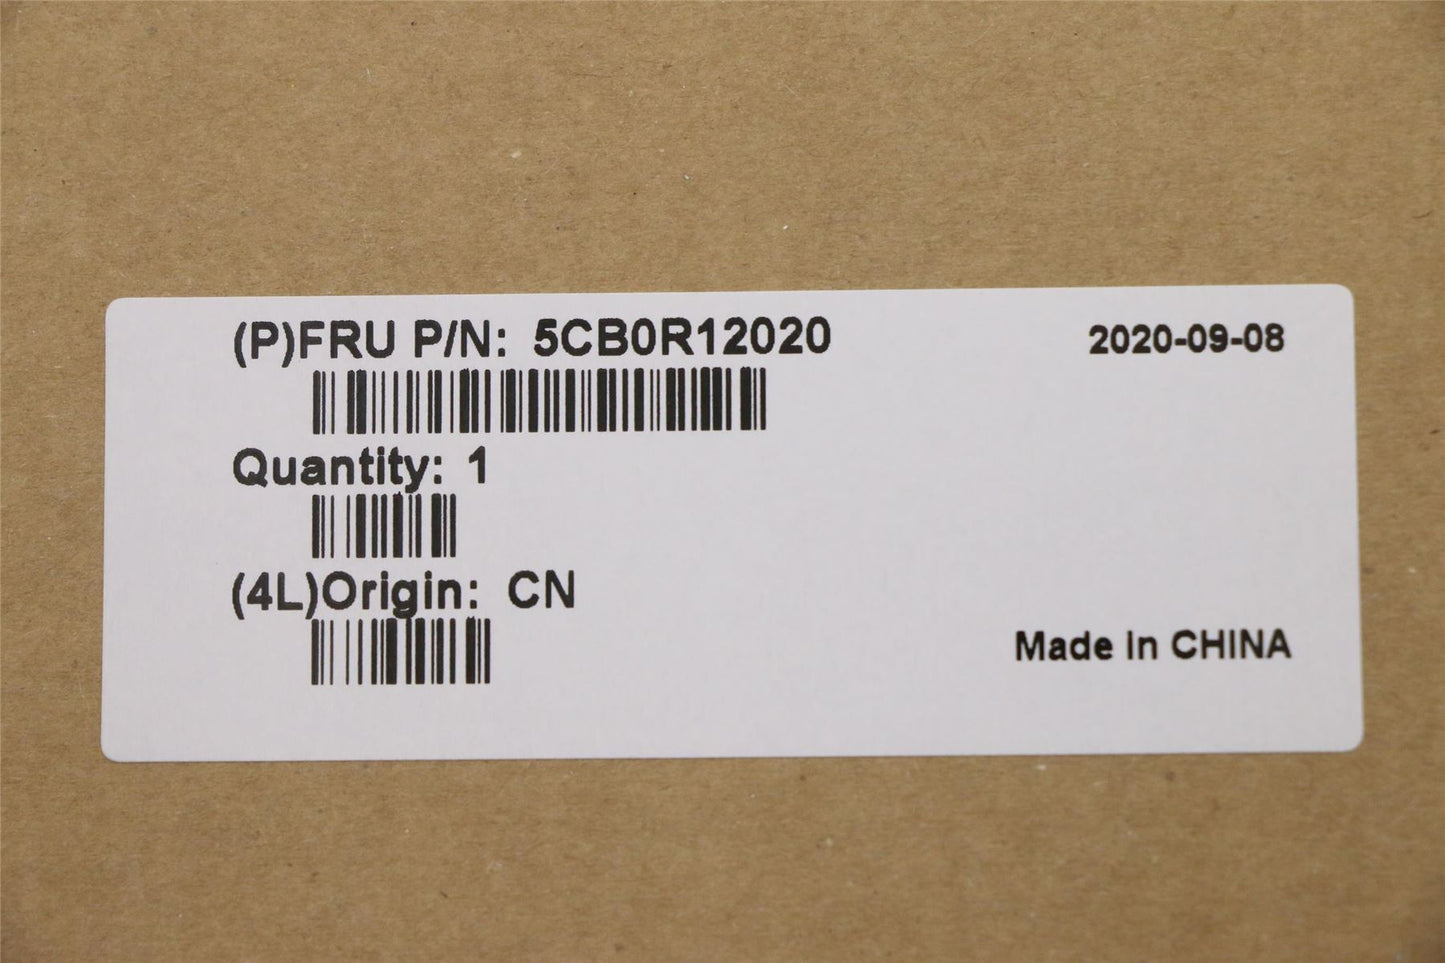 (P)FRU P/N: 5CB0R12020
2020-09-08
Quantity: 1
(4L)Origin: CN
Made in CHINA